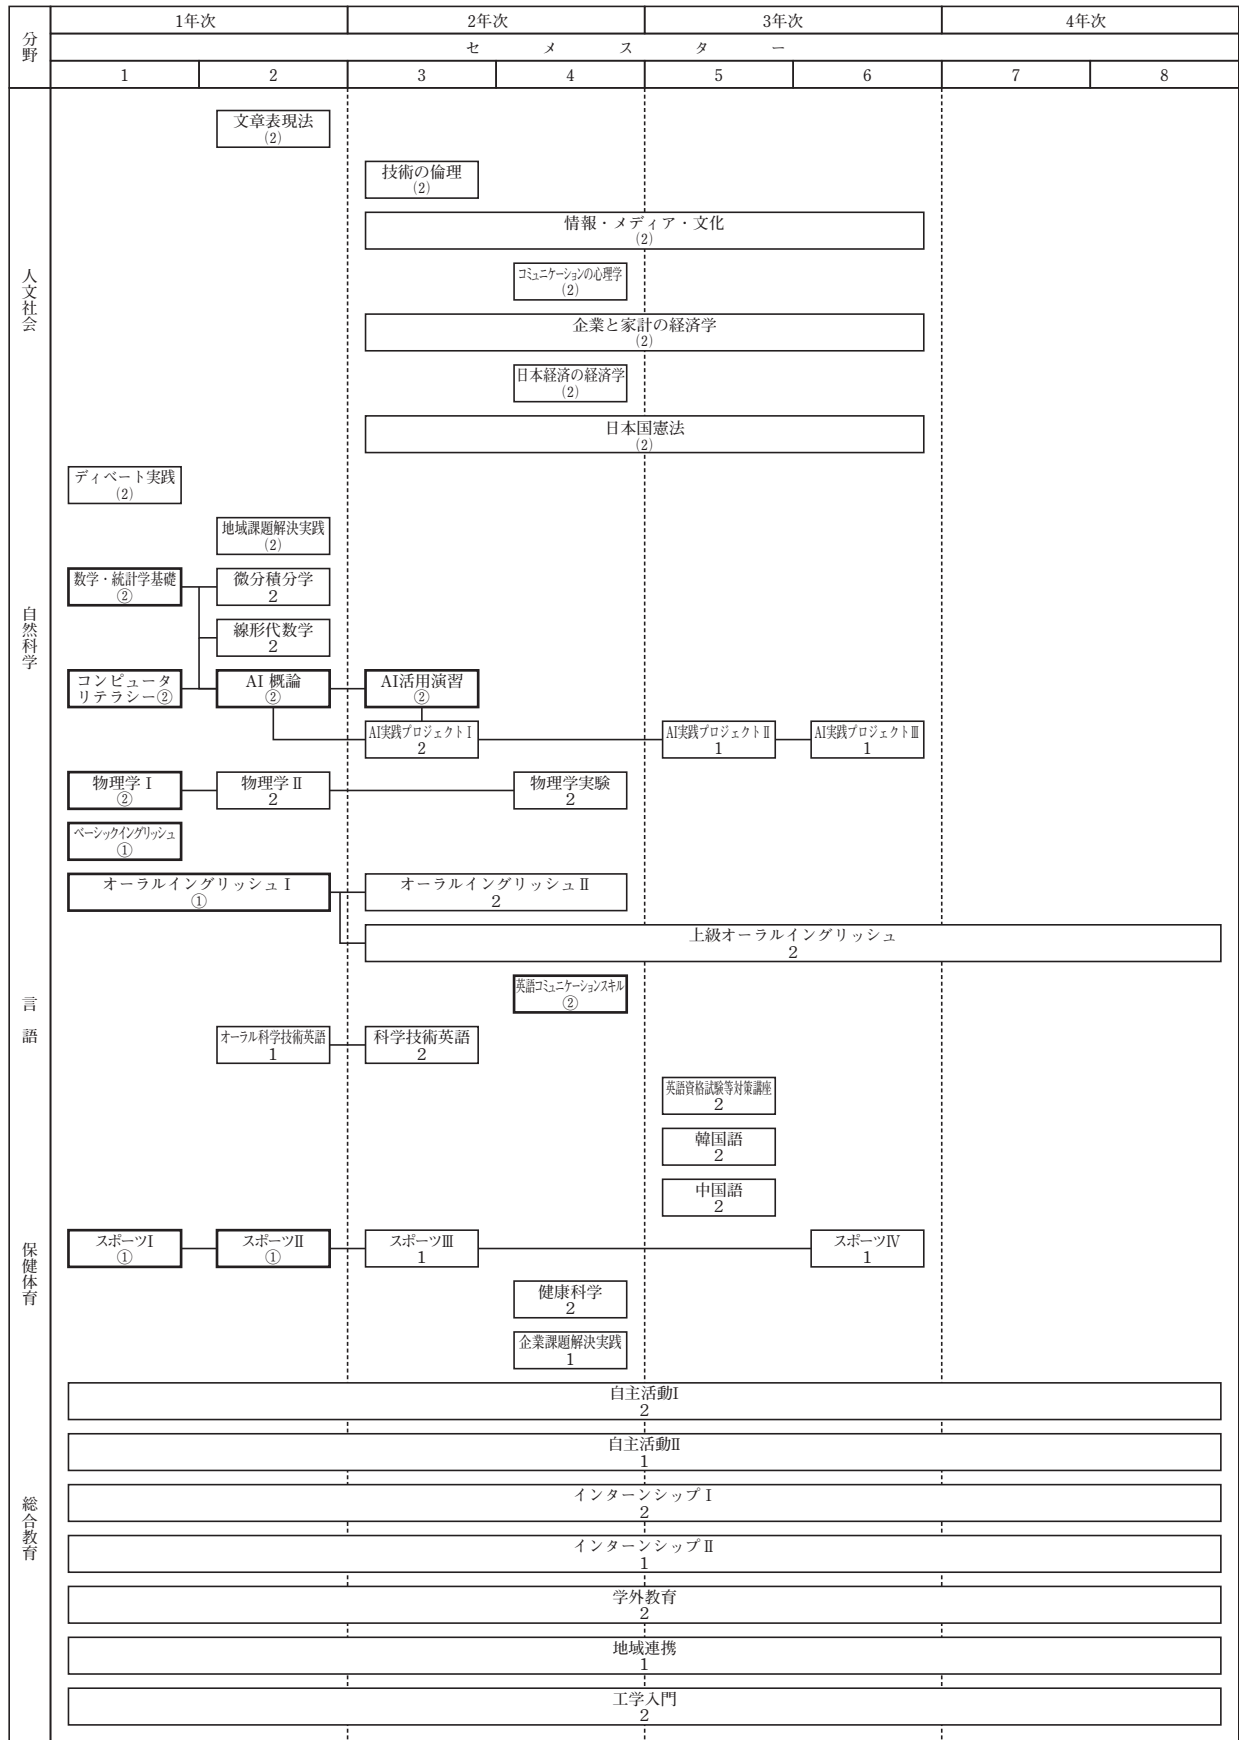 分野
1年次 2年次 3年次 4年次
セメスター
1 2 3 4 5 6 7 8
人文社会
文章表現法
(2)
技術の倫理
(2)
情報・メディア・文化
(2)
コミュニケーションの心理学
(2)
企業と家計の経済学
(2)
日本経済の経済学
(2)
日本国憲法
(2)
ディベート実践
(2)
地域課題解決実践
(2)
自然科学
数学・統計学基礎
②
微分積分学
2
線形代数学
2
コンピュータ
リテラシー②
AI 概論
②
AI活用演習
②
AI実践プロジェクトⅠ
2
AI実践プロジェクトⅡ
1
AI実践プロジェクトⅢ
1
物理学Ⅰ
②
物理学Ⅱ
2
物理学実験
2
言語
ベーシックイングリッシュ
①
オーラルイングリッシュⅠ
①
オーラルイングリッシュⅡ
2
上級オーラルイングリッシュ
2
英語コミュニケーションスキル
②
オーラル科学技術英語
1
科学技術英語
2
英語資格試験等対策講座
2
韓国語
2
中国語
2
保健体育
スポーツⅠ
①
スポーツⅡ
①
スポーツⅢ
1
スポーツⅣ
1
健康科学
2
総合教育
企業課題解決実践
1
自主活動Ⅰ
2
自主活動Ⅱ
1
インターンシップⅠ
2
インターンシップⅡ
1
学外教育
2
地域連携
1
工学入門
2